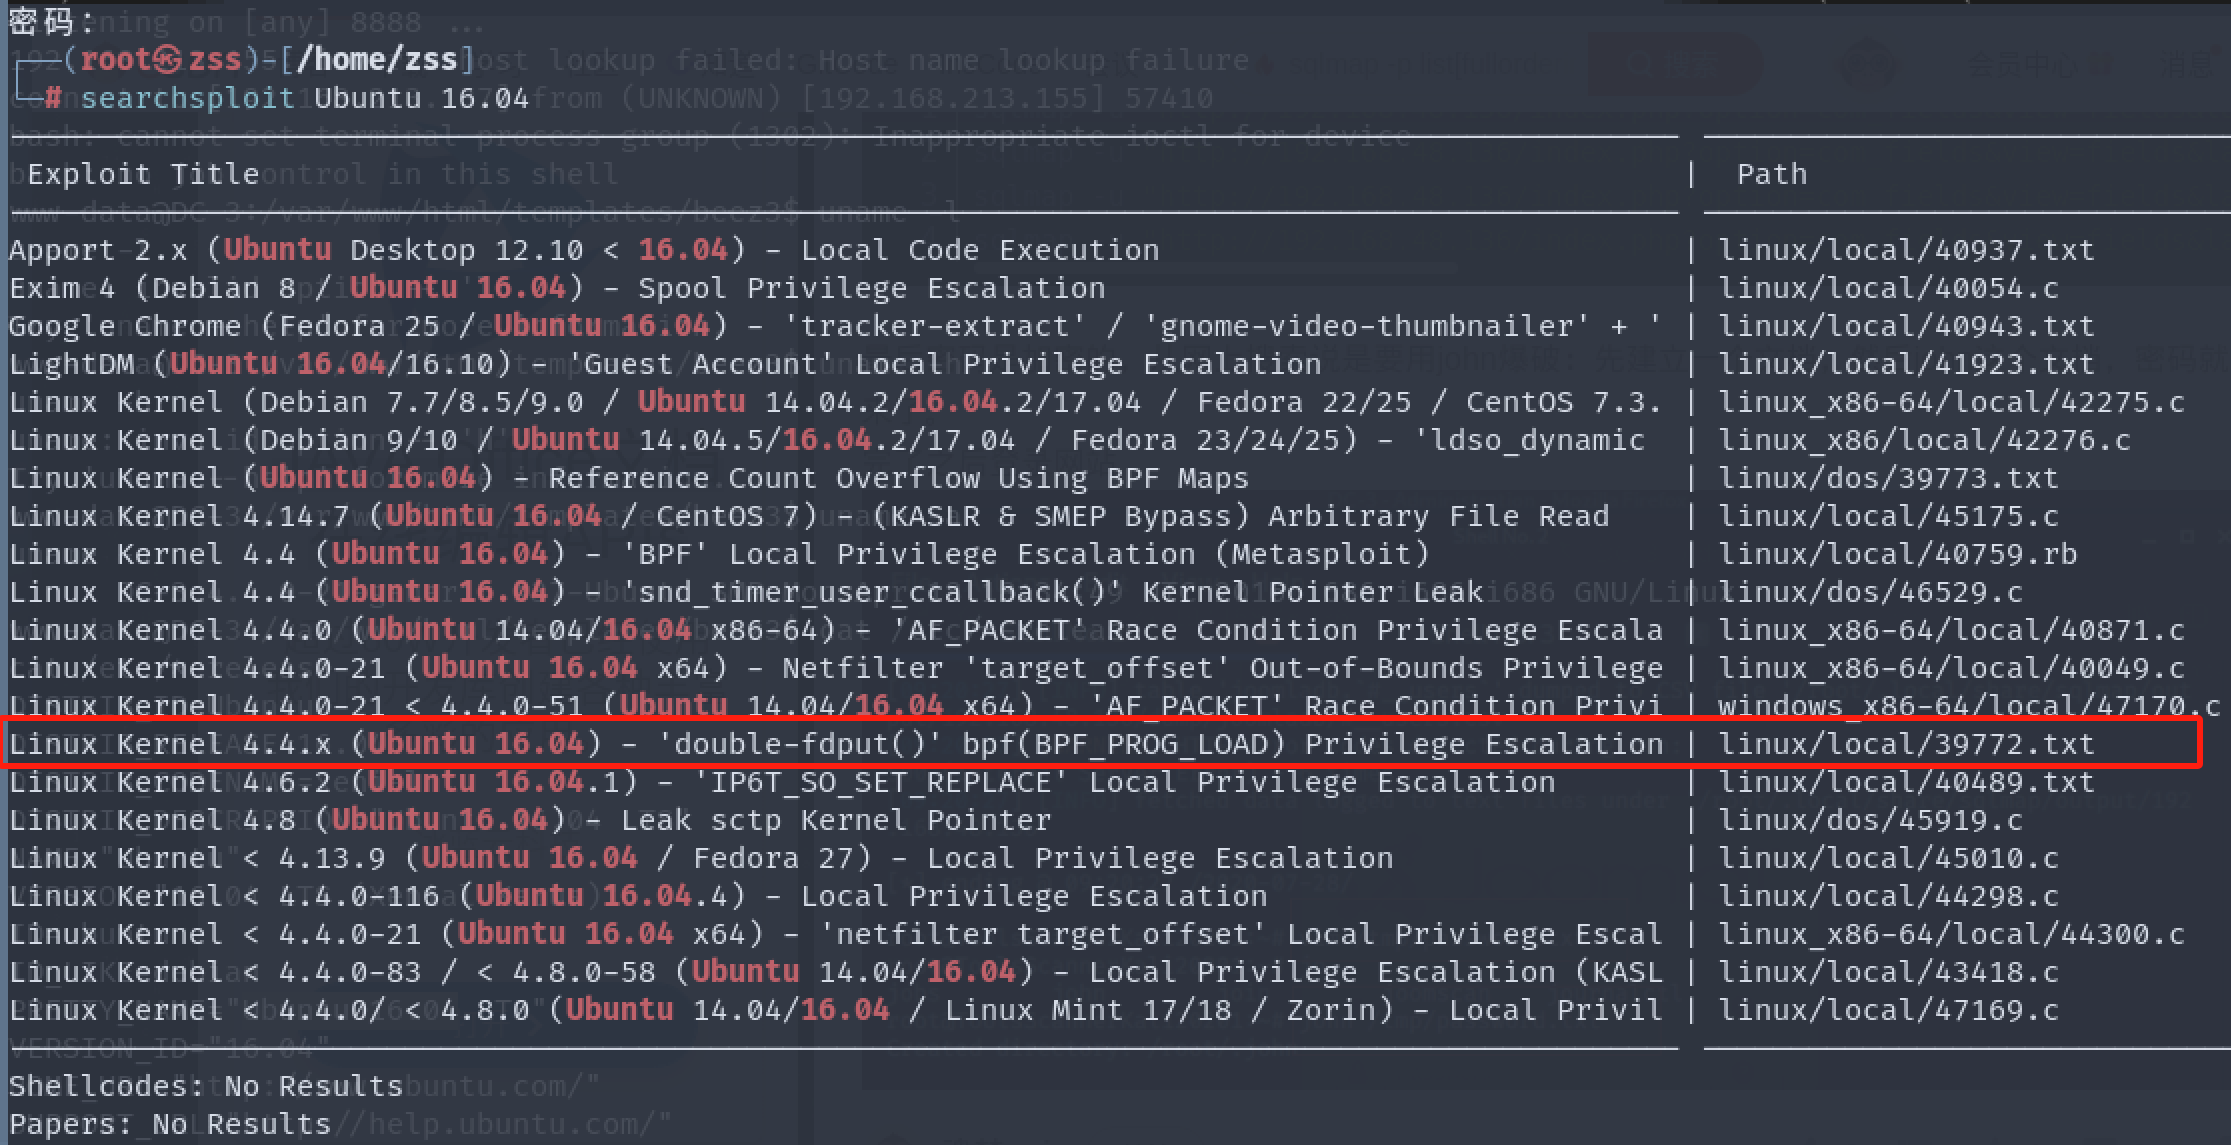 密码：
(root㉿zss)-[/home/zss]
# searchsploit Ubuntu 16.04
Exploit Title | Path
Apport 2.x (Ubuntu Desktop 12.10 < 16.04) - Local Code Execution | linux/local/40937.txt
Exim 4 (Debian 8 / Ubuntu 16.04) - Spool Privilege Escalation | linux/local/40054.c
Google Chrome (Fedora 25 / Ubuntu 16.04) - 'tracker-extract' / 'gnome-video-thumbnailer' + ' | linux/local/40943.txt
LightDM (Ubuntu 16.04/16.10) - 'Guest Account' Local Privilege Escalation | linux/local/41923.txt
Linux Kernel (Debian 7.7/8.5/9.0 / Ubuntu 14.04.2/16.04.2/17.04 / Fedora 22/25 / CentOS 7.3. | linux_x86-64/local/42275.c
Linux Kernel (Debian 9/10 / Ubuntu 14.04.5/16.04.2/17.04 / Fedora 23/24/25) - 'ldso_dynamic | linux_x86/local/42276.c
Linux Kernel (Ubuntu 16.04) - Reference Count Overflow Using BPF Maps | linux/dos/39773.txt
Linux Kernel 4.14.7 (Ubuntu 16.04 / CentOS 7) - (KASLR & SMEP Bypass) Arbitrary File Read | linux/local/45175.c
Linux Kernel 4.4 (Ubuntu 16.04) - 'BPF' Local Privilege Escalation (Metasploit) | linux/local/40759.rb
Linux Kernel 4.4 (Ubuntu 16.04) - 'snd_timer_user_ccallback()' Kernel Pointer Leak | linux/dos/46529.c
Linux Kernel 4.4.0 (Ubuntu 14.04/16.04 x86-64) - 'AF_PACKET' Race Condition Privilege Escala | linux_x86-64/local/40871.c
Linux Kernel 4.4.0-21 (Ubuntu 16.04 x64) - Netfilter 'target_offset' Out-of-Bounds Privilege | linux_x86-64/local/40049.c
Linux Kernel 4.4.0-21 < 4.4.0-51 (Ubuntu 14.04/16.04 x64) - 'AF_PACKET' Race Condition Privi | windows_x86-64/local/47170.c
Linux Kernel 4.4.x (Ubuntu 16.04) - 'double-fdput()' bpf(BPF_PROG_LOAD) Privilege Escalation | linux/local/39772.txt
Linux Kernel 4.6.2 (Ubuntu 16.04.1) - 'IP6T_SO_SET_REPLACE' Local Privilege Escalation | linux/local/40489.txt
Linux Kernel 4.8 (Ubuntu 16.04) - Leak sctp Kernel Pointer | linux/dos/45919.c
Linux Kernel < 4.13.9 (Ubuntu 16.04 / Fedora 27) - Local Privilege Escalation | linux/local/45010.c
Linux Kernel < 4.4.0-116 (Ubuntu 16.04.4) - Local Privilege Escalation | linux/local/44298.c
Linux Kernel < 4.4.0-21 (Ubuntu 16.04 x64) - 'netfilter target_offset' Local Privilege Escal | linux_x86-64/local/44300.c
Linux Kernel < 4.4.0-83 / < 4.8.0-58 (Ubuntu 14.04/16.04) - Local Privilege Escalation (KASL | linux/local/43418.c
Linux Kernel < 4.4.0/ < 4.8.0 (Ubuntu 14.04/16.04 / Linux Mint 17/18 / Zorin) - Local Privil | linux/local/47169.c
Shellcodes: No Results
Papers: No Results